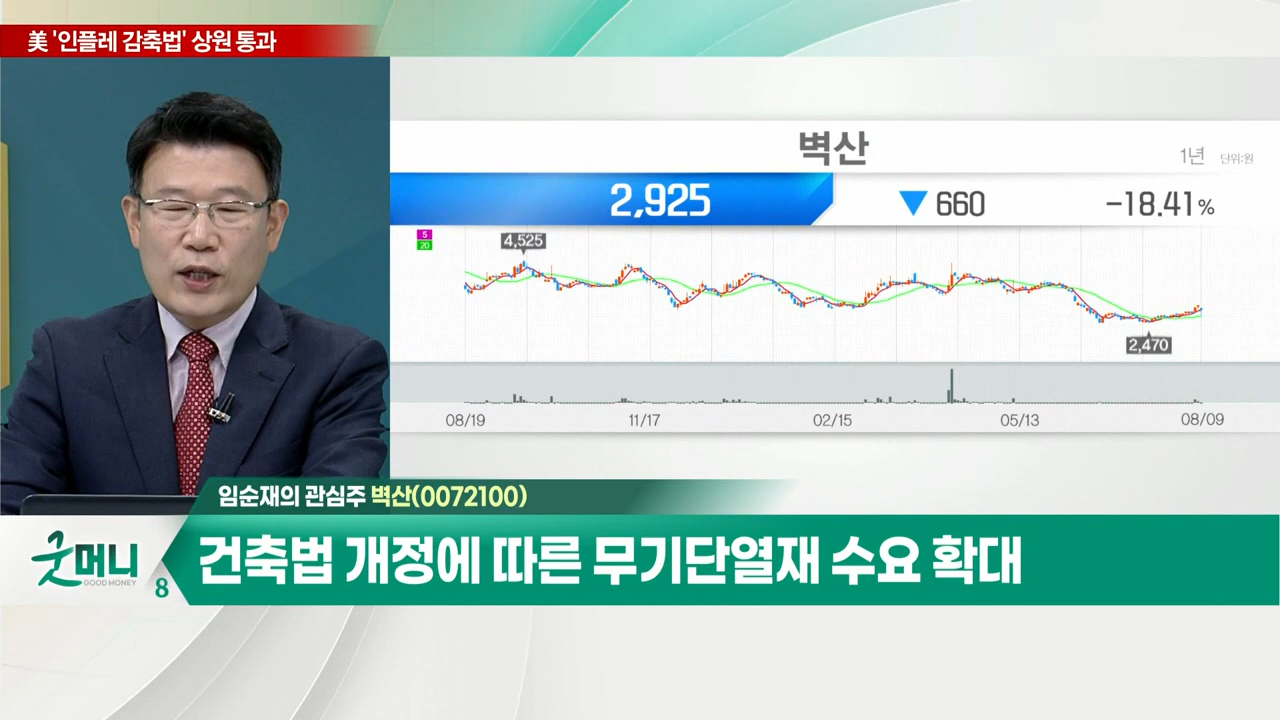 美 '인플레 감축법' 상원 통과
벽산
1년 단위:원
2,925 ▼ 660 -18.41%
5
20
4,525
2,470
08/19 11/17 02/15 05/13 08/09
임순재의 관심주 벽산(0072100)
굿머니
GOOD MONEY
8
건축법 개정에 따른 무기단열재 수요 확대